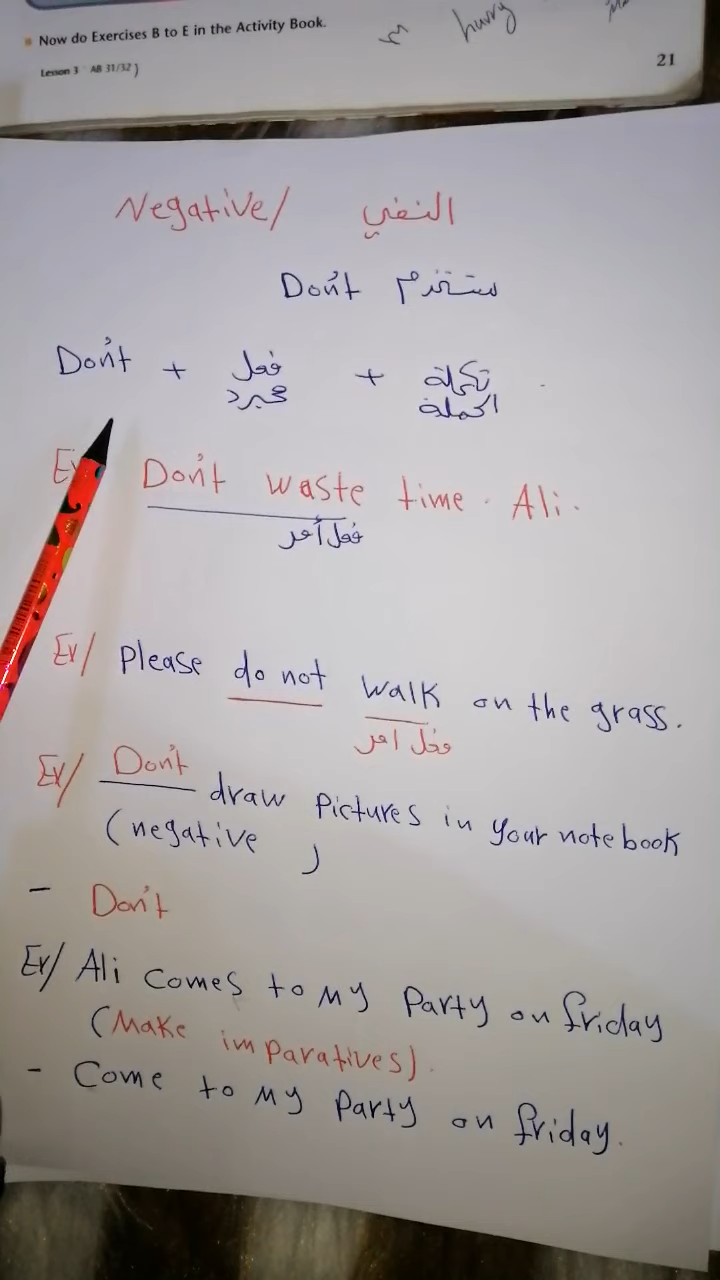 Now do Exercises B to E in the Activity Book.
hurry
Lesson 3 AB 31/32)
21
Negative/ النفي
Don't نستخدم
Don't + فعل مجرد + تكملة الجملة .
Ex Don't waste time. Ali.
فعل أمر
Ex/ please do not walk on the grass.
فعل امر
Ex/ Don't draw pictures in your notebook
(negative )
- Don't
Ex/ Ali comes to my party on friday
(Make imparatives).
- Come to my party on friday.